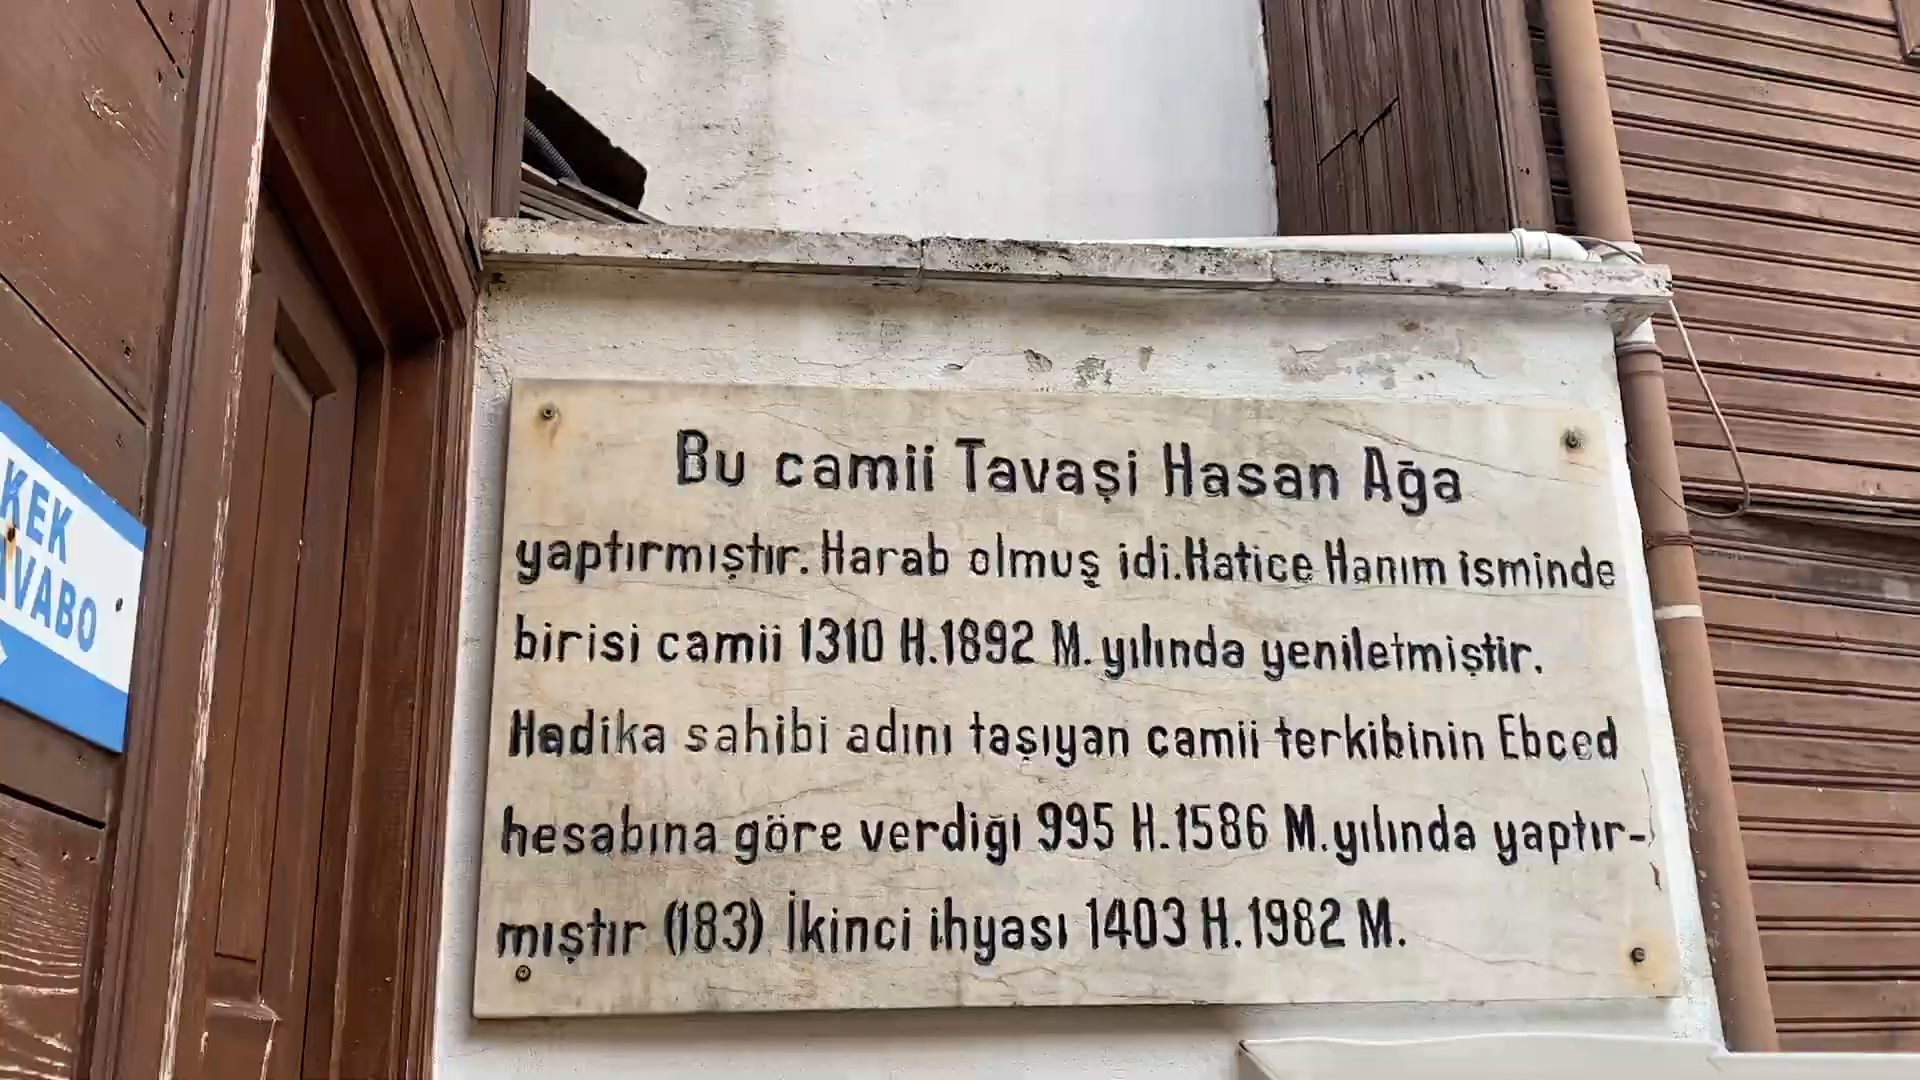 Bu camii Tavaşi Hasan Ağa
yaptırmıştır. Harab olmuş idi. Hatice Hanım isminde
birisi camii 1310 H.1892 M. yılında yeniletmiştir.
Hadika sahibi adını taşıyan camii terkibinin Ebced
hesabına göre verdiği 995 H.1586 M.yılında yaptır-
mıştır (183) İkinci ihyası 1403 H.1982 M.
KEK
AVABO